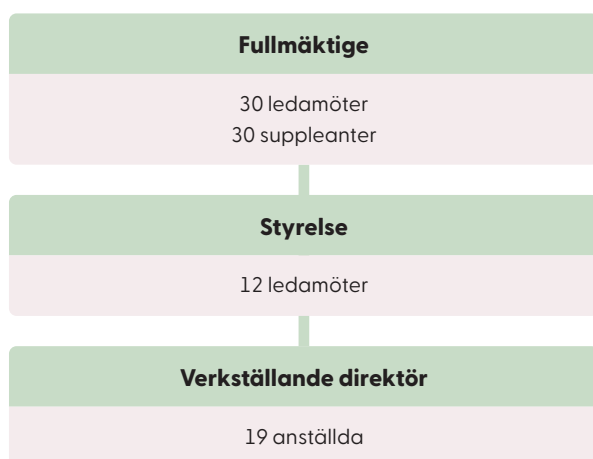 Fullmäktige
30 ledamöter
30 suppleanter
Styrelse
12 ledamöter
Verkställande direktör
19 anställda